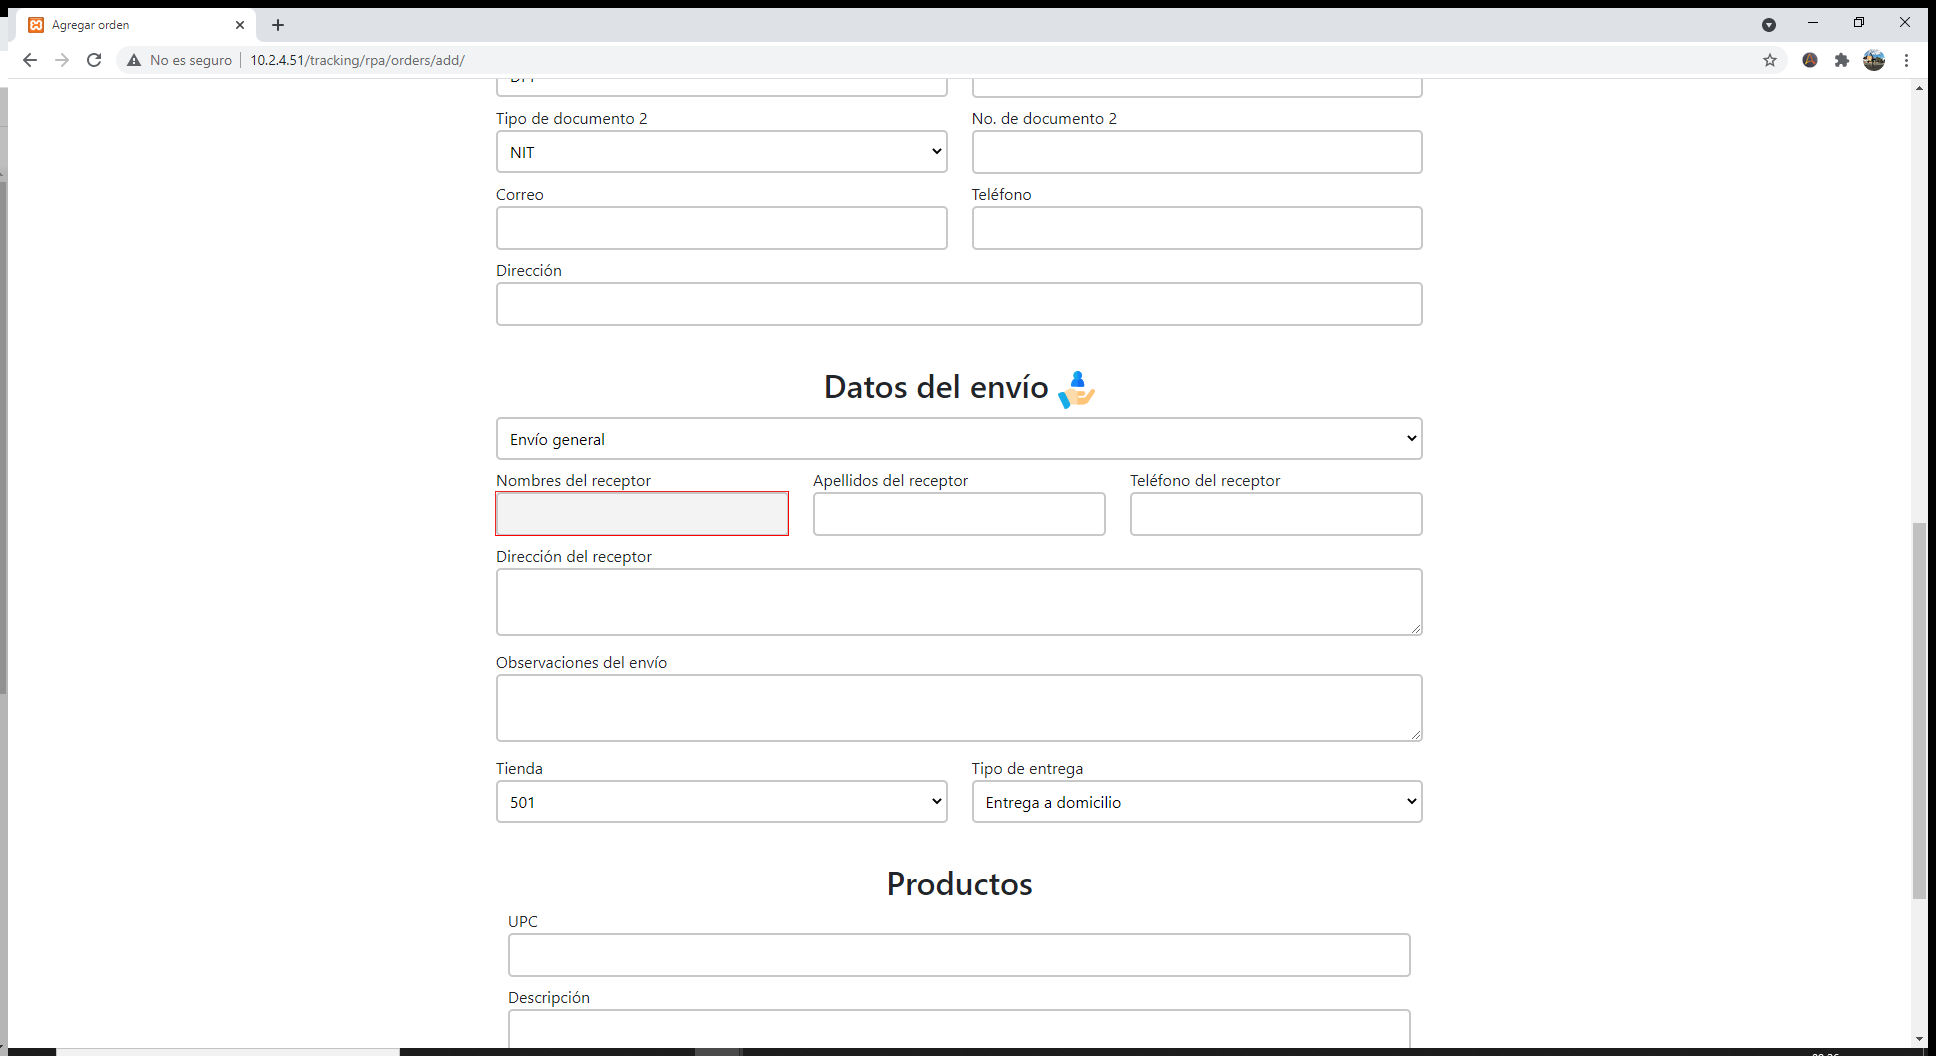 Agregar orden
No es seguro 10.2.4.51/tracking/rpa/orders/add/
Tipo de documento 2 No. de documento 2
NIT
Correo Teléfono
Dirección
Datos del envío
Envío general
Nombres del receptor Apellidos del receptor Teléfono del receptor
Dirección del receptor
Observaciones del envío
Tienda Tipo de entrega
501 Entrega a domicilio
Productos
UPC
Descripción